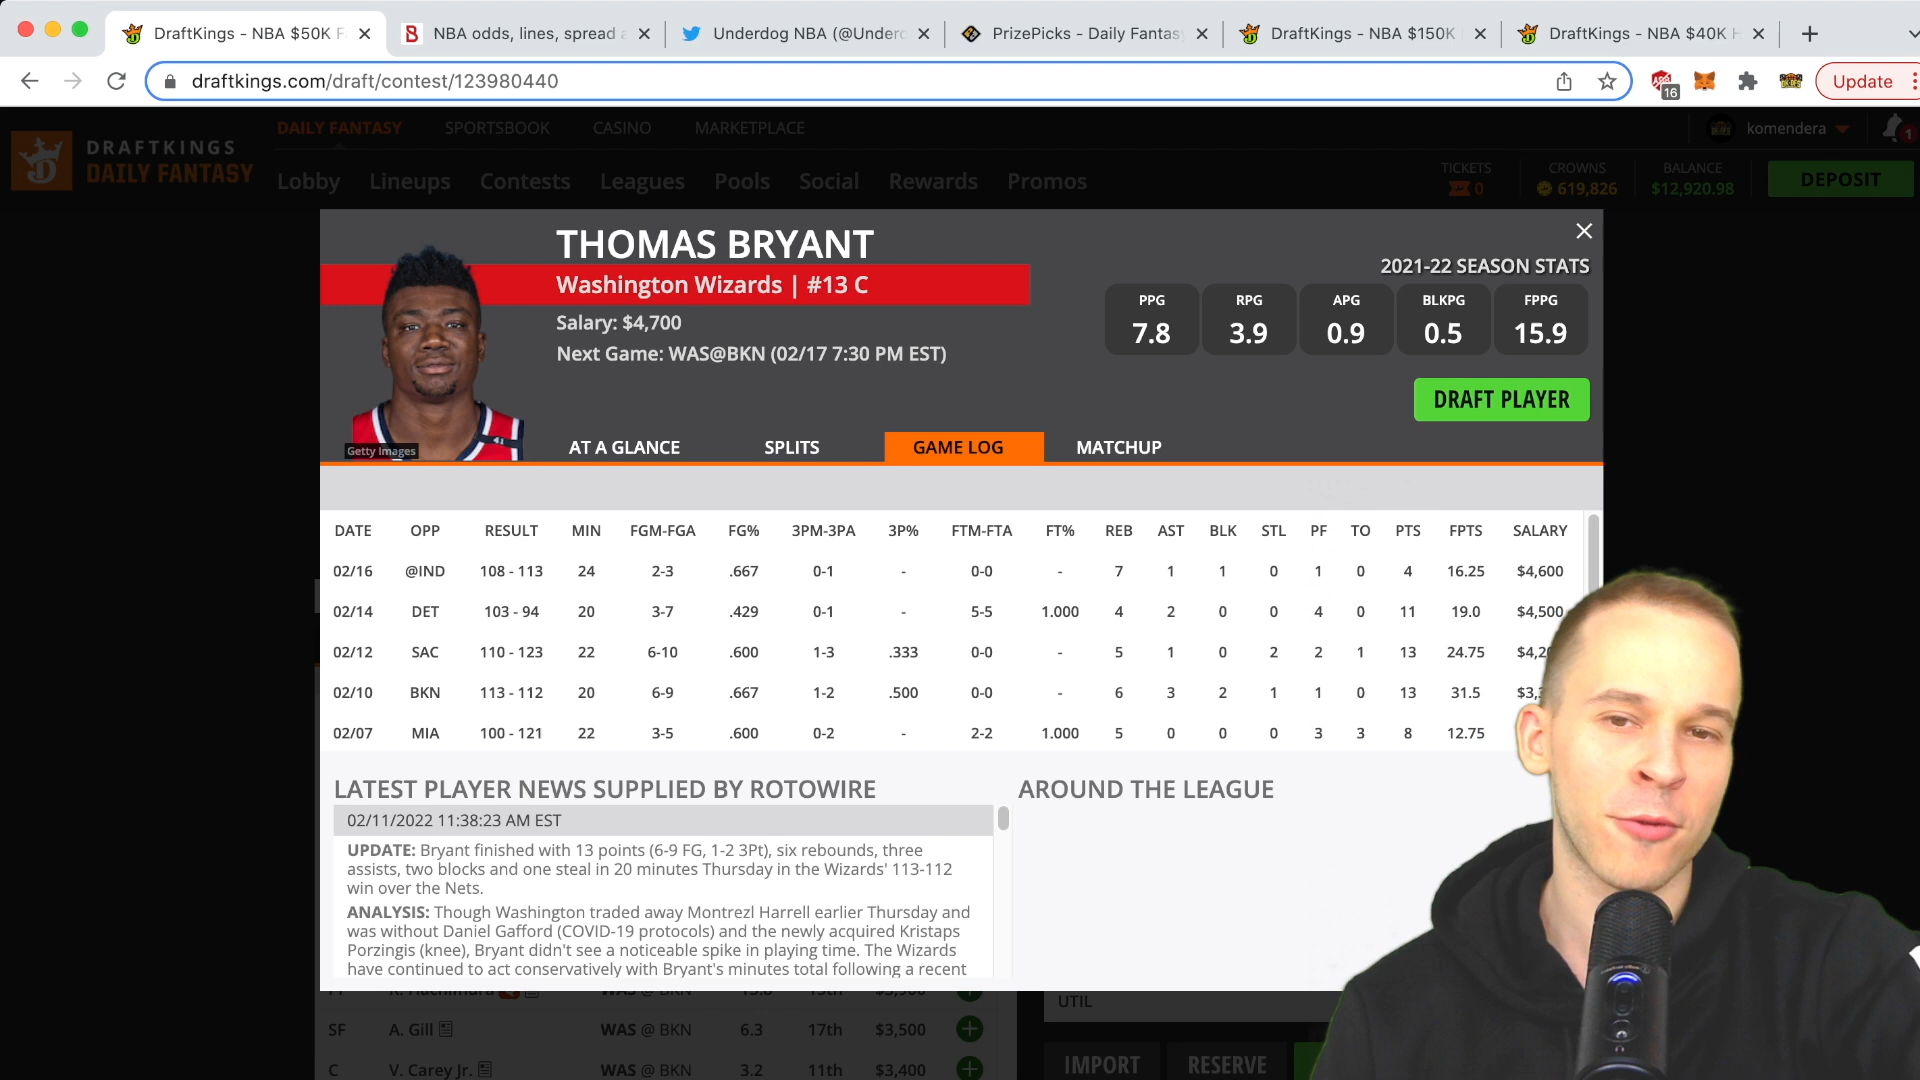 DraftKings - NBA $50K F
NBA odds, lines, spread a
Underdog NBA (@Underd
PrizePicks - Daily Fantasy
DraftKings - NBA $150K
DraftKings - NBA $40K H
draftkings.com/draft/contest/123980440
16
Update
DRAFTKINGS
DAILY FANTASY
DAILY FANTASY SPORTSBOOK CASINO MARKETPLACE
komendera
1
Lobby Lineups Contests Leagues Pools Social Rewards Promos
TICKETS
0
CROWNS
619,826
BALANCE
$12,920.98
DEPOSIT
THOMAS BRYANT
Washington Wizards | #13 C
Salary: $4,700
Next Game: WAS@BKN (02/17 7:30 PM EST)
2021-22 SEASON STATS
PPG RPG APG BLKPG FPPG
7.8 3.9 0.9 0.5 15.9
DRAFT PLAYER
Getty Images
AT A GLANCE SPLITS GAME LOG MATCHUP
DATE OPP RESULT MIN FGM-FGA FG% 3PM-3PA 3P% FTM-FTA FT% REB AST BLK STL PF TO PTS FPTS SALARY
02/16 @IND 108 - 113 24 2-3 .667 0-1 - 0-0 - 7 1 1 0 1 0 4 16.25 $4,600
02/14 DET 103 - 94 20 3-7 .429 0-1 - 5-5 1.000 4 2 0 0 4 0 11 19.0 $4,500
02/12 SAC 110 - 123 22 6-10 .600 1-3 .333 0-0 - 5 1 0 2 2 1 13 24.75 $4,20
02/10 BKN 113 - 112 20 6-9 .667 1-2 .500 0-0 - 6 3 2 1 1 0 13 31.5 $3,
02/07 MIA 100 - 121 22 3-5 .600 0-2 - 2-2 1.000 5 0 0 0 3 3 8 12.75
LATEST PLAYER NEWS SUPPLIED BY ROTOWIRE
AROUND THE LEAGUE
02/11/2022 11:38:23 AM EST
UPDATE: Bryant finished with 13 points (6-9 FG, 1-2 3Pt), six rebounds, three
assists, two blocks and one steal in 20 minutes Thursday in the Wizards' 113-112
win over the Nets.
ANALYSIS: Though Washington traded away Montrezl Harrell earlier Thursday and
was without Daniel Gafford (COVID-19 protocols) and the newly acquired Kristaps
Porzingis (knee), Bryant didn't see a noticeable spike in playing time. The Wizards
have continued to act conservatively with Bryant's minutes total following a recent
UTIL
SF A. Gill WAS @ BKN 6.3 17th $3,500
C V. Carey Jr. WAS @ BKN 3.2 11th $3,400
IMPORT RESERVE